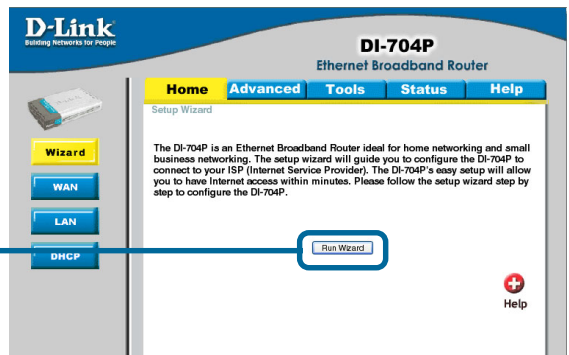 D-Link
Building Networks for People
DI-704P
Ethernet Broadband Router
Home Advanced Tools Status Help
Setup Wizard
The DI-704P is an Ethernet Broadband Router ideal for home networking and small
business networking. The setup wizard will guide you to configure the DI-704P to
connect to your ISP (Internet Service Provider). The DI-704P's easy setup will allow
you to have Internet access within minutes. Please follow the setup wizard step by
step to configure the DI-704P.
Wizard
WAN
LAN
DHCP
Run Wizard
Help